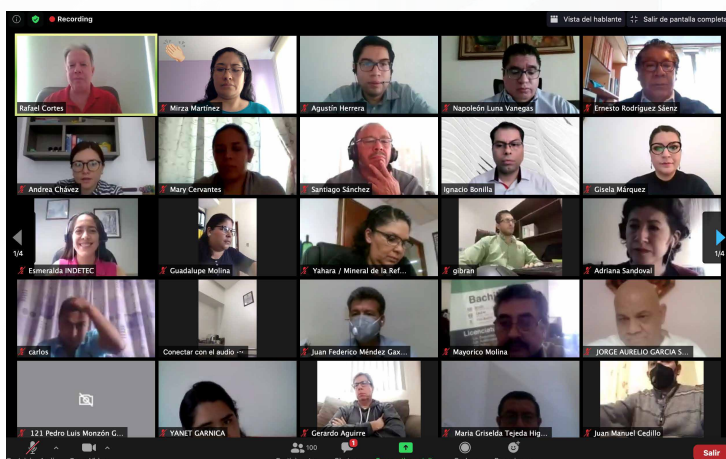 Recording
Vista del hablante
Salir de pantalla completa
Rafael Cortes
Mirza Martínez
Agustín Herrera
Napoleón Luna Vanegas
Ernesto Rodríguez Sáenz
Andrea Chávez
Mary Cervantes
Santiago Sánchez
Ignacio Bonilla
Gisela Márquez
1/4
1/4
Esmeralda INDETEC
Guadalupe Molina
Yahara / Mineral de la Ref...
gibran
Adriana Sandoval
Bach
Licenciat
carlos
Conectar con el audio ···
Juan Federico Méndez Gax...
Mayorico Molina
JORGE AURELIO GARCIA S...
121 Pedro Luis Monzón G...
YANET GARNICA
Gerardo Aguirre
Maria Griselda Tejeda Hig...
Juan Manuel Cedillo
100
1
Salir